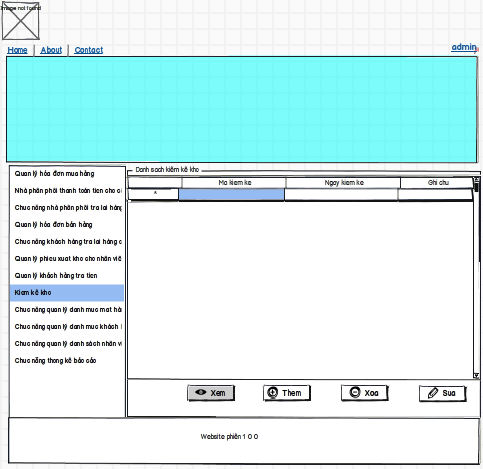 Image not found
Home About Contact
admin
Quan lý hóa đơn mua hàng
Nhà phân phối thanh toán tien cho c
Chuc năng nhà phân phối tra lai hàng
Quan lý hóa đơn bán hàng
Chuc năng khách hàng tra lai hàng c
Quan lý phieu xuat kho cho nhân viê
Quan lý khách hàng tra tien
Kiem kê kho
Chuc năng quan lý danh muc mat hà
Chuc năng quan lý danh muc khách
Chuc năng quan lý danh sách nhân vi
Chuc năng thong kê báo cáo
Danh sach kiêm kê kho
Ma kiem ke Ngay kiem ke Ghi chu
*
Xem Them Xoa Sua
Website phiên 1 0 0